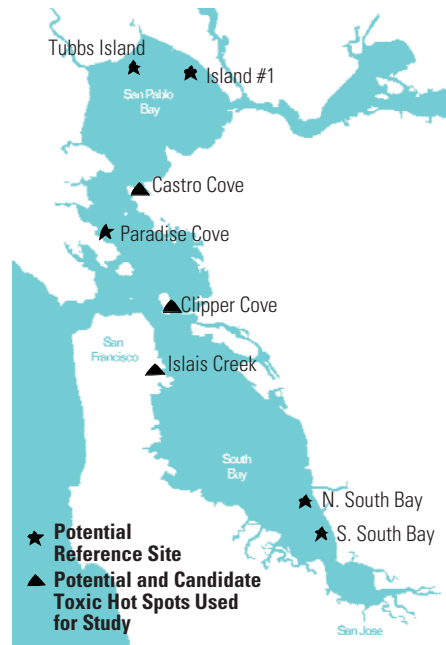 Tubbs Island
Island #1
San Pablo
Bay
Castro Cove
Paradise Cove
Clipper Cove
San
Francisco
Islais Creek
South
Bay
N. South Bay
S. South Bay
Potential
Reference Site
Potential and Candidate
Toxic Hot Spots Used
for Study
San Jose